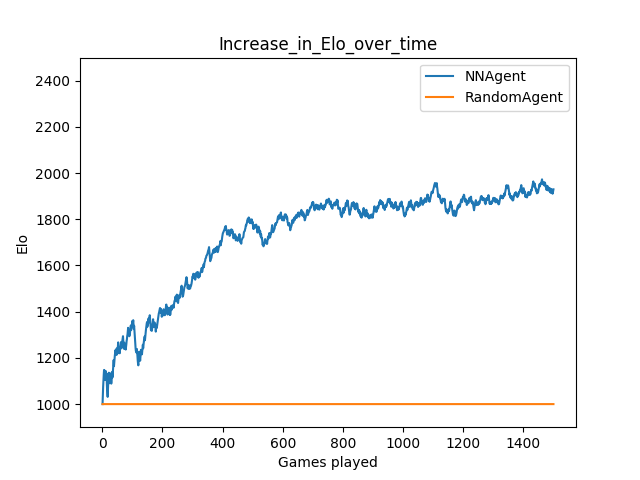 Increase_in_Elo_over_time
NNAgent
RandomAgent
2400
2200
2000
1800
1600
1400
1200
1000
Elo
0 200 400 600 800 1000 1200 1400
Games played